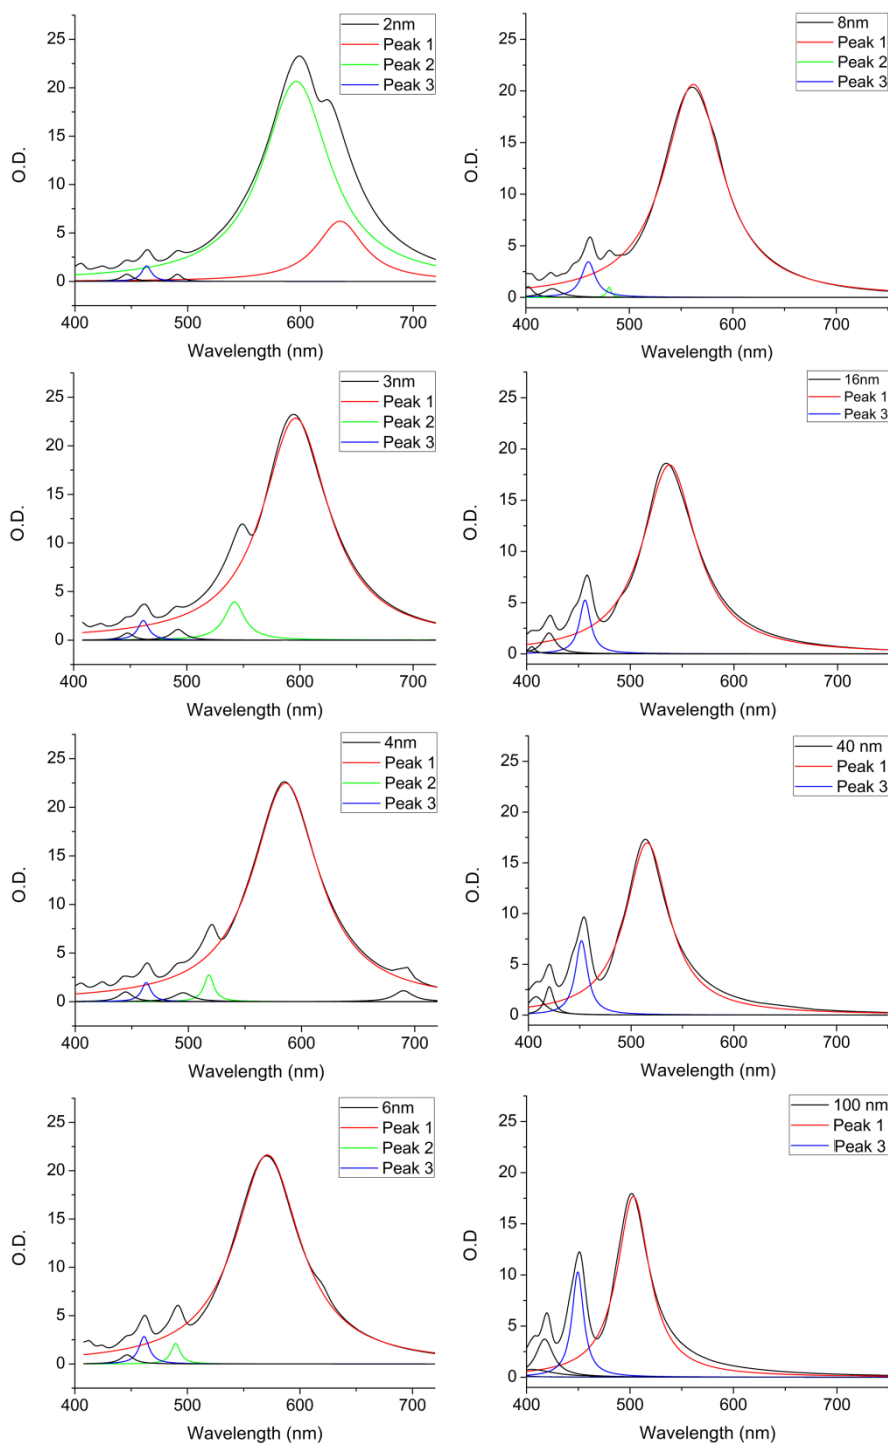 2nm
Peak 1
Peak 2
Peak 3
O.D.
25
20
15
10
5
0
400 500 600 700
Wavelength (nm)
8nm
Peak 1
Peak 2
Peak 3
O.D.
25
20
15
10
5
0
400 500 600 700
Wavelength (nm)
3nm
Peak 1
Peak 2
Peak 3
O.D.
25
20
15
10
5
0
400 500 600 700
Wavelength (nm)
16nm
Peak 1
Peak 3
O.D.
25
20
15
10
5
0
400 500 600 700
Wavelength (nm)
4nm
Peak 1
Peak 2
Peak 3
O.D.
25
20
15
10
5
0
400 500 600 700
Wavelength (nm)
40 nm
Peak 1
Peak 3
O.D.
25
20
15
10
5
0
400 500 600 700
Wavelength (nm)
6nm
Peak 1
Peak 2
Peak 3
O.D.
25
20
15
10
5
0
400 500 600 700
Wavelength (nm)
100 nm
Peak 1
Peak 3
O.D
25
20
15
10
5
0
400 500 600 700
Wavelength (nm)